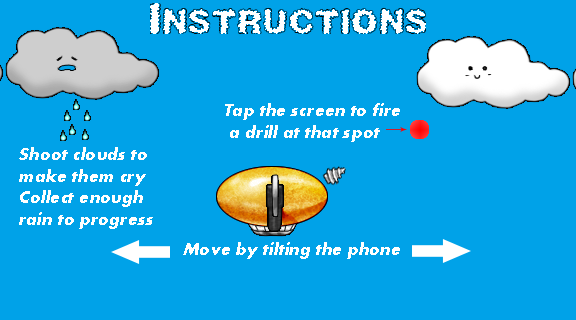 INSTRUCTIONS
Tap the screen to fire
a drill at that spot
Shoot clouds to
make them cry
Collect enough
rain to progress
Move by tilting the phone